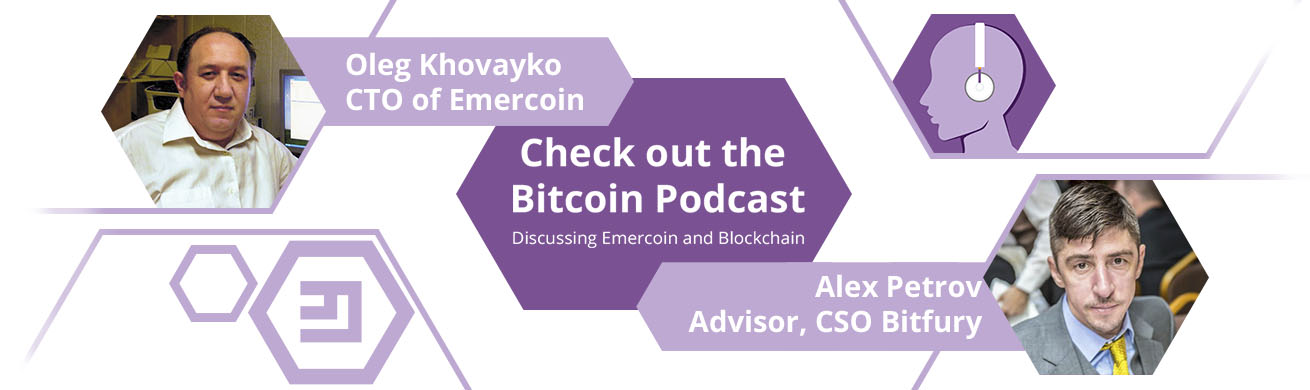 Oleg Khovayko
CTO of Emercoin
Check out the
Bitcoin Podcast
Discussing Emercoin and Blockchain
Alex Petrov
Advisor, CSO Bitfury